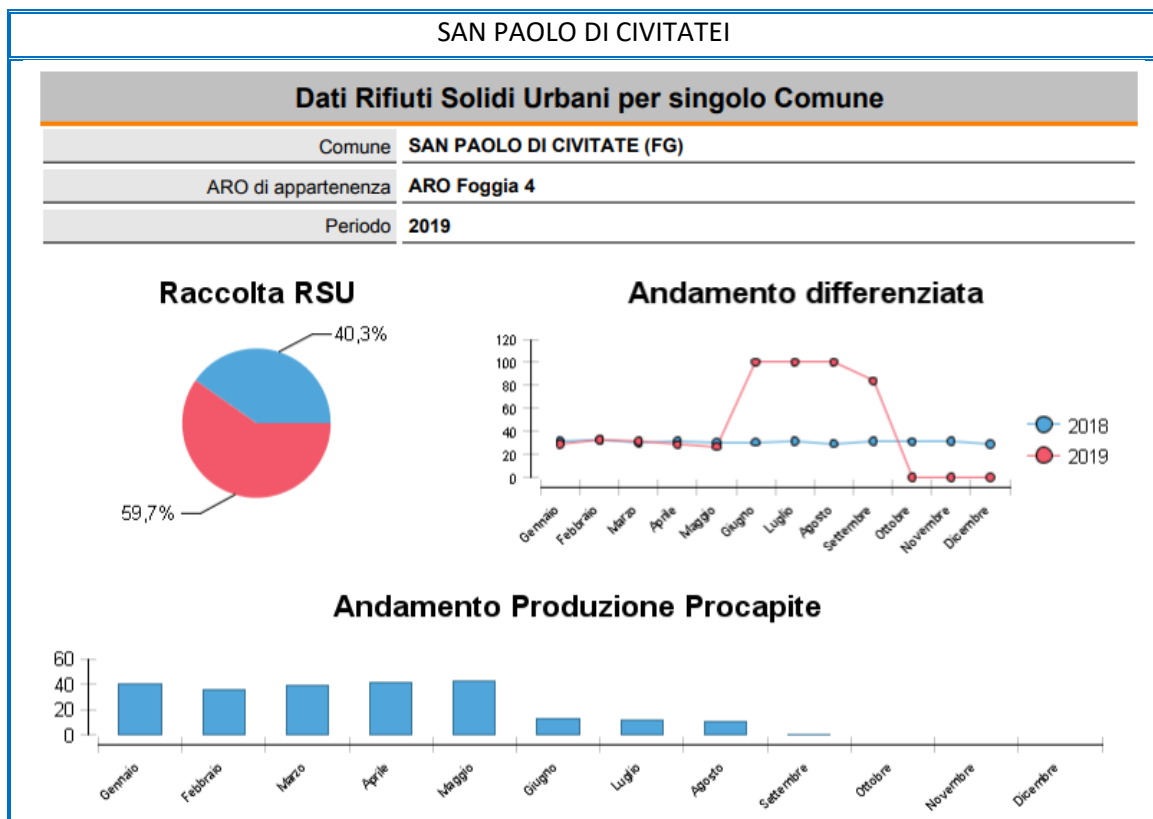 SAN PAOLO DI CIVITATEI
Dati Rifiuti Solidi Urbani per singolo Comune
Comune SAN PAOLO DI CIVITATE (FG)
ARO di appartenenza ARO Foggia 4
Periodo 2019
Raccolta RSU
40,3%
59,7%
Andamento differenziata
120
100
80
60
40
20
0
Gennaio Febbraio Marzo Aprile Maggio Giugno Luglio Agosto Settembre Ottobre Novembre Dicembre
2018
2019
Andamento Produzione Procapite
60
40
20
0
Gennaio Febbraio Marzo Aprile Maggio Giugno Luglio Agosto Settembre Ottobre Novembre Dicembre